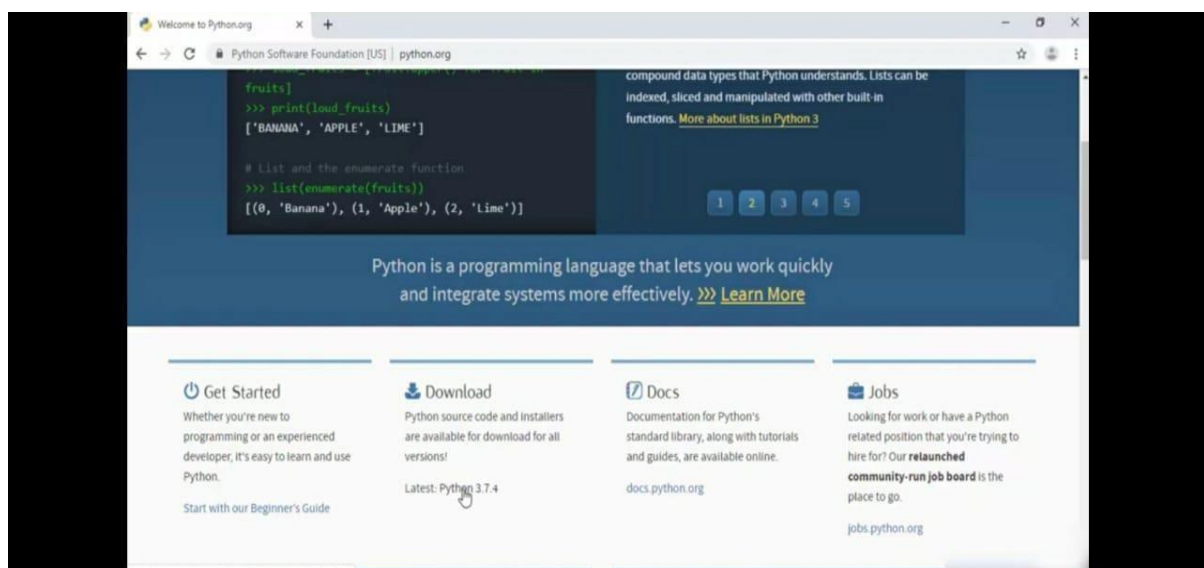 Welcome to Python.org
Python Software Foundation [US] | python.org
fruits]
>>> print(loud_fruits)
['BANANA', 'APPLE', 'LIME']
# List and the enumerate function
>>> list(enumerate(fruits))
[(0, 'Banana'), (1, 'Apple'), (2, 'Lime')]
compound data types that Python understands. Lists can be
indexed, sliced and manipulated with other built-in
functions. More about lists in Python 3
1 2 3 4 5
Python is a programming language that lets you work quickly
and integrate systems more effectively. >>> Learn More
Get Started
Whether you're new to
programming or an experienced
developer, it's easy to learn and use
Python.
Start with our Beginner's Guide
Download
Python source code and installers
are available for download for all
versions!
Latest: Python 3.7.4
Docs
Documentation for Python's
standard library, along with tutorials
and guides, are available online.
docs.python.org
Jobs
Looking for work or have a Python
related position that you're trying to
hire for? Our relaunched
community-run job board is the
place to go.
jobs.python.org